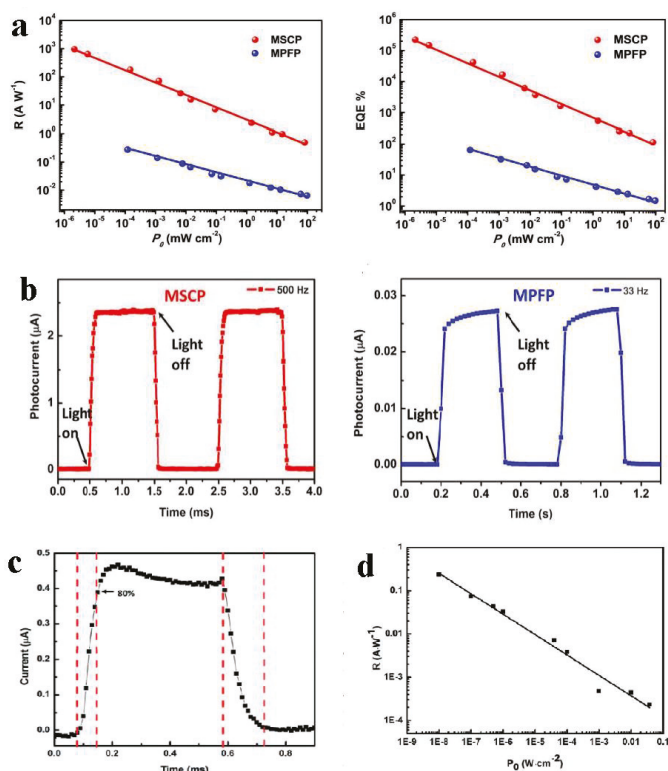 a
MSCP
MPFP
R (A W⁻¹)
10⁴
10³
10²
10¹
10⁰
10⁻¹
10⁻²
10⁻⁶ 10⁻⁵ 10⁻⁴ 10⁻³ 10⁻² 10⁻¹ 10⁰ 10¹ 10²
P₀ (mW cm⁻²)
MSCP
MPFP
EQE %
10⁶
10⁵
10⁴
10³
10²
10¹
10⁰
10⁻⁶ 10⁻⁵ 10⁻⁴ 10⁻³ 10⁻² 10⁻¹ 10⁰ 10¹ 10²
P₀ (mW cm⁻²)
b
MSCP
500 Hz
Light off
Light on
Photocurrent (μA)
2
1
0
0.0 0.5 1.0 1.5 2.0 2.5 3.0 3.5 4.0
Time (ms)
MPFP
33 Hz
Light off
Light on
Photocurrent (μA)
0.03
0.02
0.01
0.00
0.0 0.2 0.4 0.6 0.8 1.0 1.2
Time (s)
c
80%
Current (μA)
0.5
0.4
0.3
0.2
0.1
0.0
0.0 0.2 0.4 0.6 0.8
Time (ms)
d
R (A·W⁻¹)
1
0.1
0.01
1E-3
1E-4
1E-9 1E-8 1E-7 1E-6 1E-5 1E-4 1E-3 0.01 0.1
P₀ (W·cm⁻²)